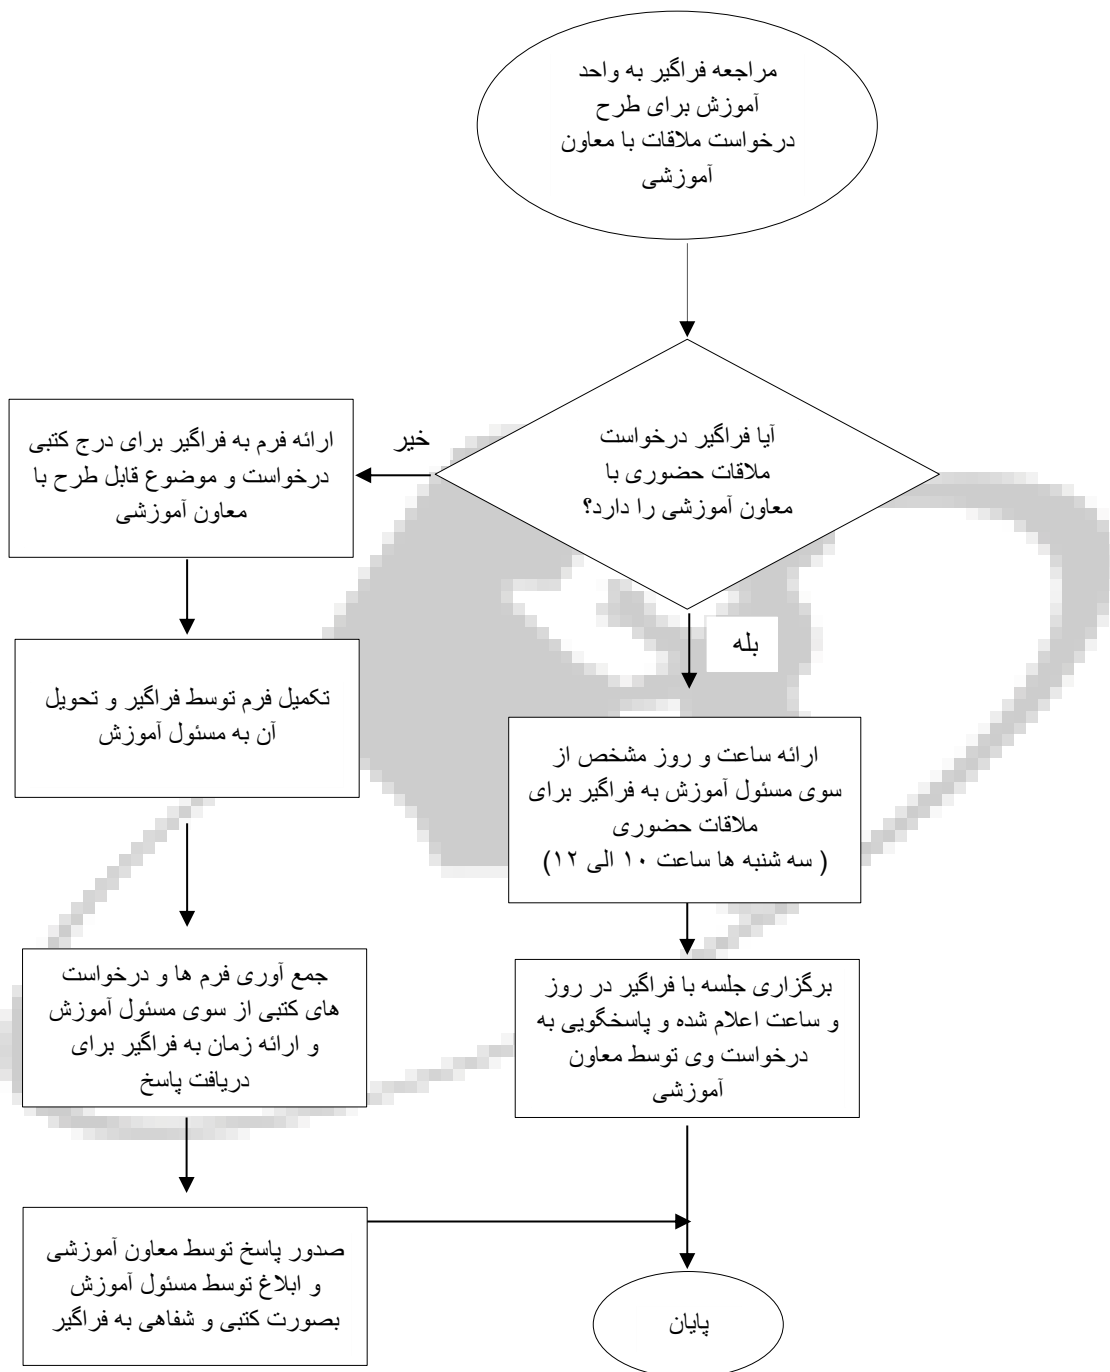 مراجعه فراگیر به واحد
آموزش برای طرح
درخواست ملاقات با معاون
آموزشی
آیا فراگیر درخواست
ملاقات حضوری با
معاون آموزشی را دارد؟
خیر
ارائه فرم به فراگیر برای درج کتبی
درخواست و موضوع قابل طرح با
معاون آموزشی
بله
تکمیل فرم توسط فراگیر و تحویل
آن به مسئول آموزش
ارائه ساعت و روز مشخص از
سوی مسئول آموزش به فراگیر برای
ملاقات حضوری
( سه شنبه ها ساعت ۱۰ الی ۱۲)
جمع آوری فرم ها و درخواست
های کتبی از سوی مسئول آموزش
و ارائه زمان به فراگیر برای
دریافت پاسخ
برگزاری جلسه با فراگیر در روز
و ساعت اعلام شده و پاسخگویی به
درخواست وی توسط معاون
آموزشی
صدور پاسخ توسط معاون آموزشی
و ابلاغ توسط مسئول آموزش
بصورت کتبی و شفاهی به فراگیر
پایان